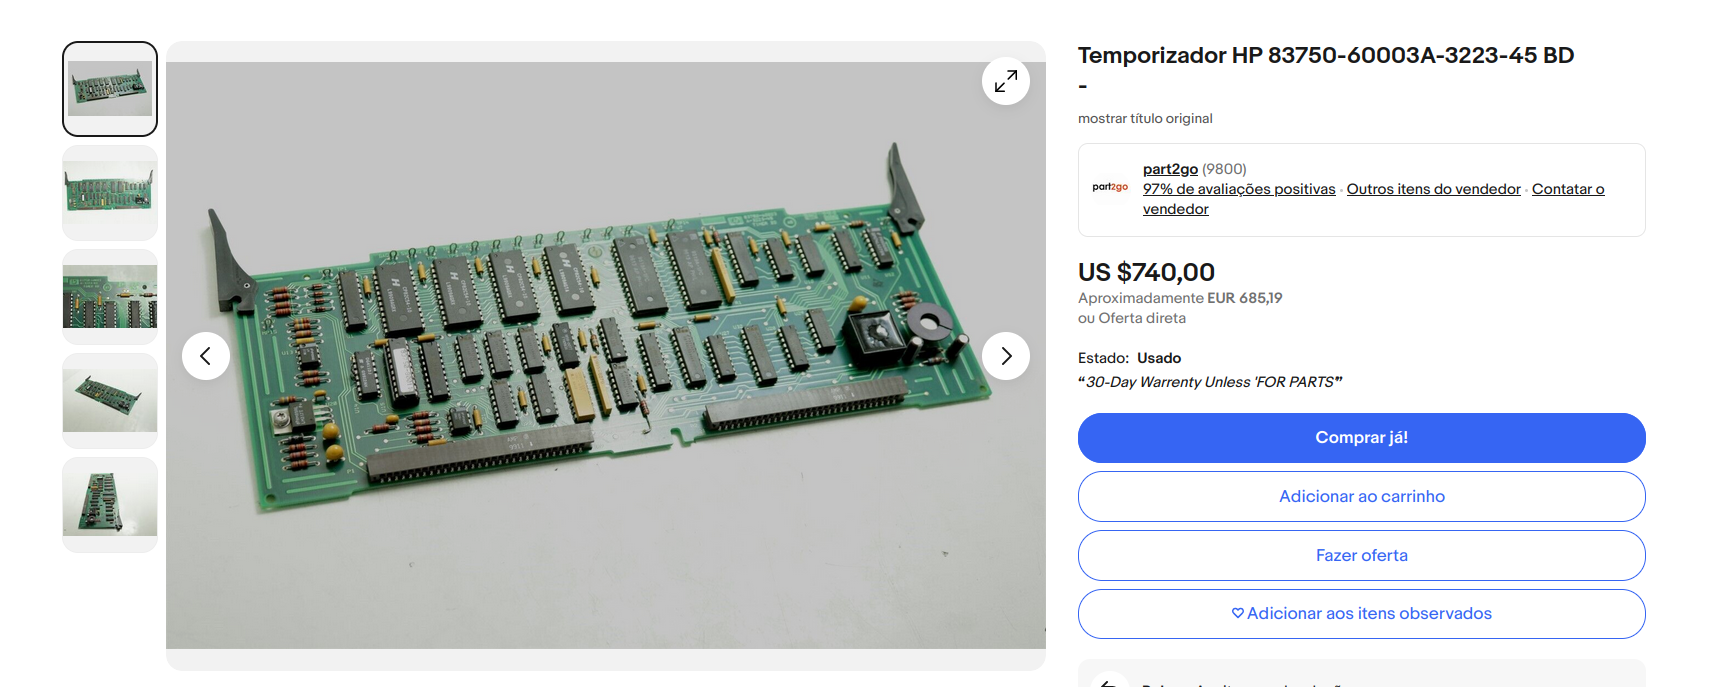 Temporizador HP 83750-60003A-3223-45 BD
-
mostrar título original
part2go
part2go (9800)
97% de avaliações positivas · Outros itens do vendedor · Contatar o
vendedor
US $740,00
Aproximadamente EUR 685,19
ou Oferta direta
Estado: Usado
“30-Day Warrenty Unless 'FOR PARTS'”
Comprar já!
Adicionar ao carrinho
Fazer oferta
Adicionar aos itens observados